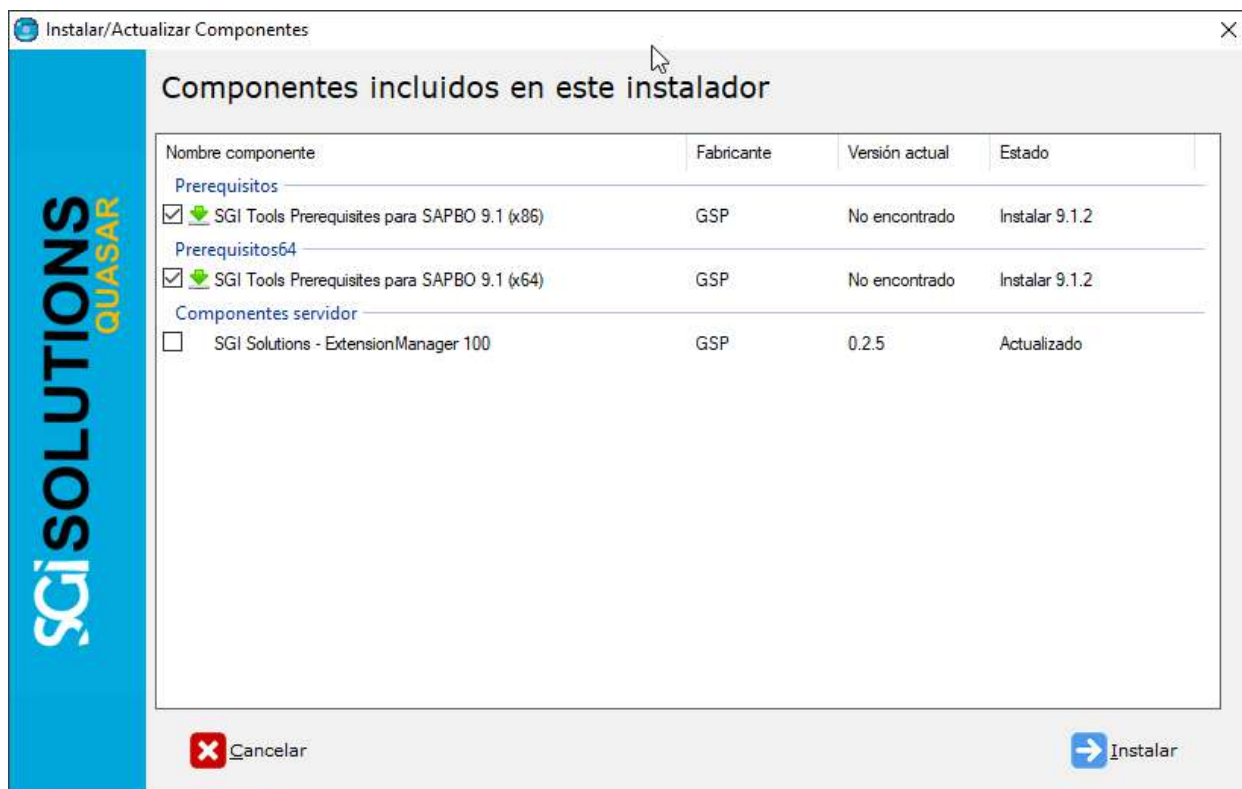 Instalar/Actualizar Componentes
SGi SOLUTIONS
QUASAR
Componentes incluidos en este instalador
Nombre componente Fabricante Versión actual Estado
Prerequisitos
SGI Tools Prerequisites para SAPBO 9.1 (x86) GSP No encontrado Instalar 9.1.2
Prerequisitos64
SGI Tools Prerequisites para SAPBO 9.1 (x64) GSP No encontrado Instalar 9.1.2
Componentes servidor
SGI Solutions - ExtensionManager 100 GSP 0.2.5 Actualizado
Cancelar Instalar